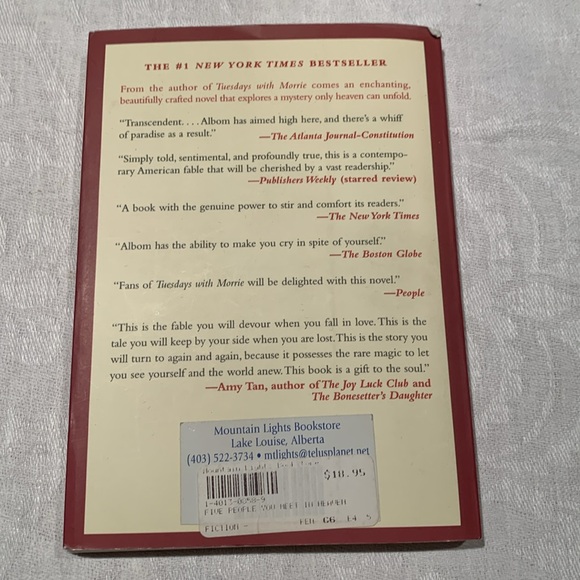 THE #1 NEW YORK TIMES BESTSELLER
From the author of Tuesdays with Morrie comes an enchanting,
beautifully crafted novel that explores a mystery only heaven can unfold.
“Transcendent. . . . Albom has aimed high here, and there’s a whiff
of paradise as a result.” —The Atlanta Journal-Constitution
“Simply told, sentimental, and profoundly true, this is a contempo-
rary American fable that will be cherished by a vast readership.”
—Publishers Weekly (starred review)
“A book with the genuine power to stir and comfort its readers.”
—The New York Times
“Albom has the ability to make you cry in spite of yourself.”
—The Boston Globe
“Fans of Tuesdays with Morrie will be delighted with this novel.”
—People
“This is the fable you will devour when you fall in love. This is the
tale you will keep by your side when you are lost. This is the story you
will turn to again and again, because it possesses the rare magic to let
you see yourself and the world anew. This book is a gift to the soul.”
—Amy Tan, author of The Joy Luck Club and
The Bonesetter’s Daughter
Mountain Lights Bookstore
Lake Louise, Alberta
(403) 522-3734 • mtlights@telusplanet.net
$18.95
FIVE PEOPLE YOU MEET IN HEAVEN
FICTION -